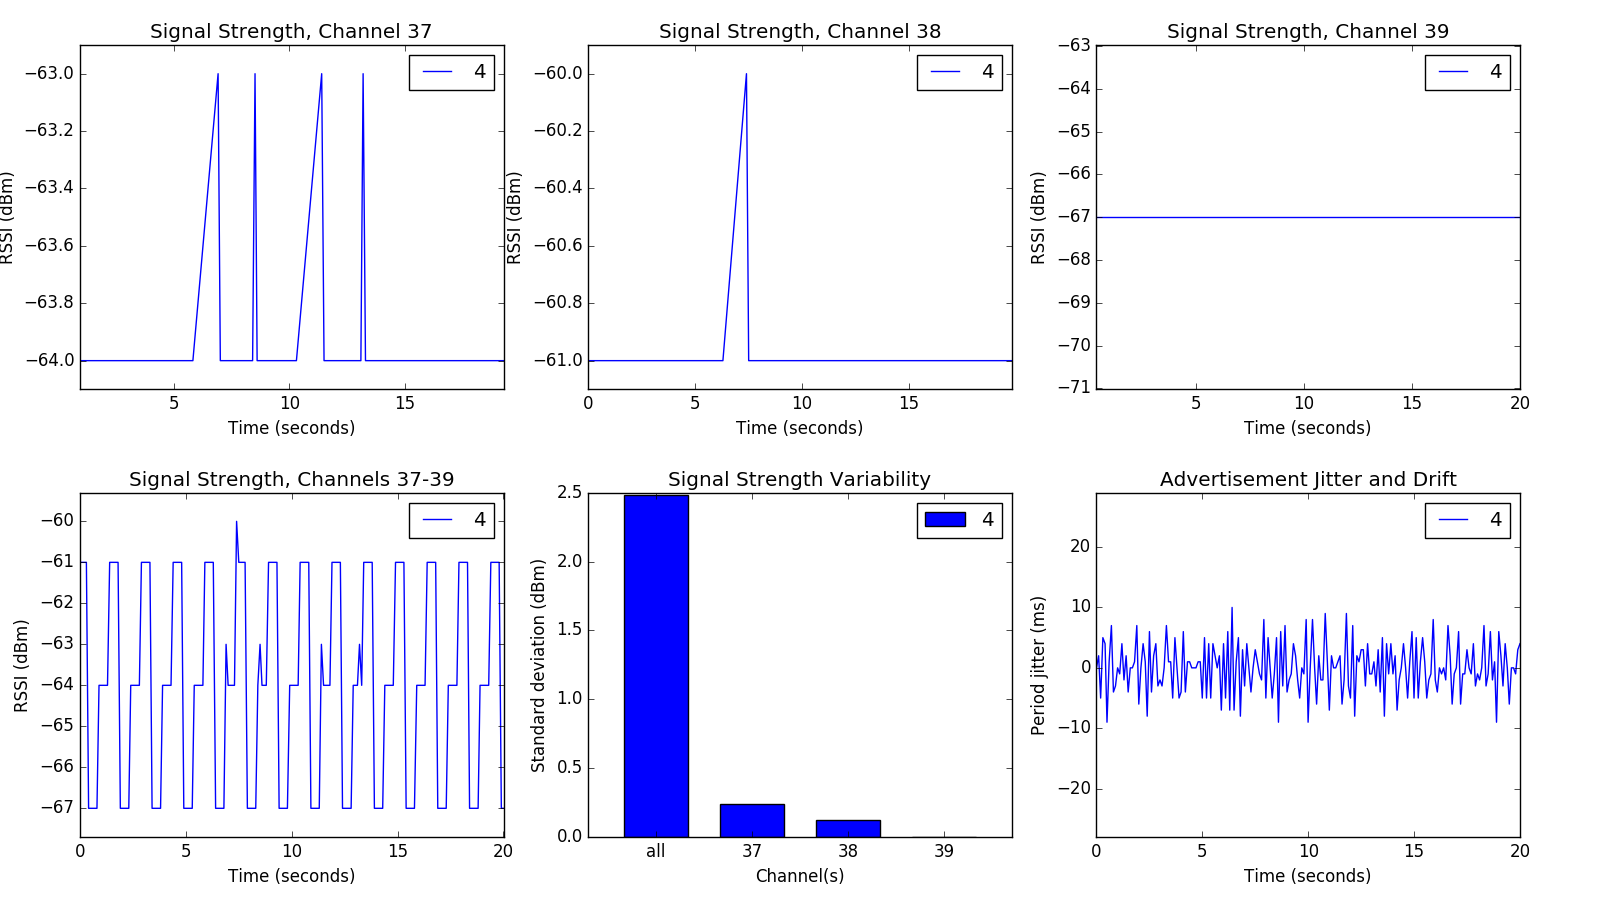 Signal Strength, Channel 37
4
−63.0
−63.2
−63.4
−63.6
−63.8
−64.0
RSSI (dBm)
5 10 15
Time (seconds)
Signal Strength, Channel 38
4
−60.0
−60.2
−60.4
−60.6
−60.8
−61.0
RSSI (dBm)
0 5 10 15
Time (seconds)
Signal Strength, Channel 39
4
−63
−64
−65
−66
−67
−68
−69
−70
−71
RSSI (dBm)
5 10 15 20
Time (seconds)
Signal Strength, Channels 37-39
4
−60
−61
−62
−63
−64
−65
−66
−67
RSSI (dBm)
0 5 10 15 20
Time (seconds)
Signal Strength Variability
4
2.5
2.0
1.5
1.0
0.5
0.0
Standard deviation (dBm)
all 37 38 39
Channel(s)
Advertisement Jitter and Drift
4
20
10
0
−10
−20
Period jitter (ms)
0 5 10 15 20
Time (seconds)